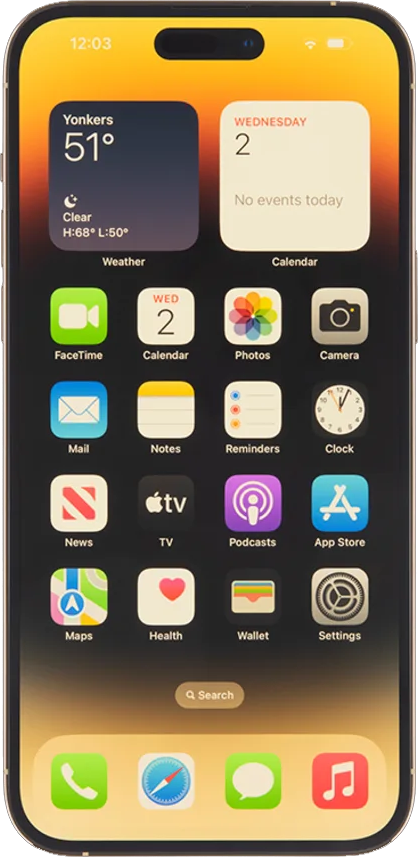 12:03
Yonkers
51°
Clear
H:68° L:50°
Weather
WEDNESDAY
2
No events today
Calendar
FaceTime
WED
2
Calendar
Photos
Camera
Mail
Notes
Reminders
Clock
News
tv
TV
Podcasts
App Store
Maps
Health
Wallet
Settings
Search